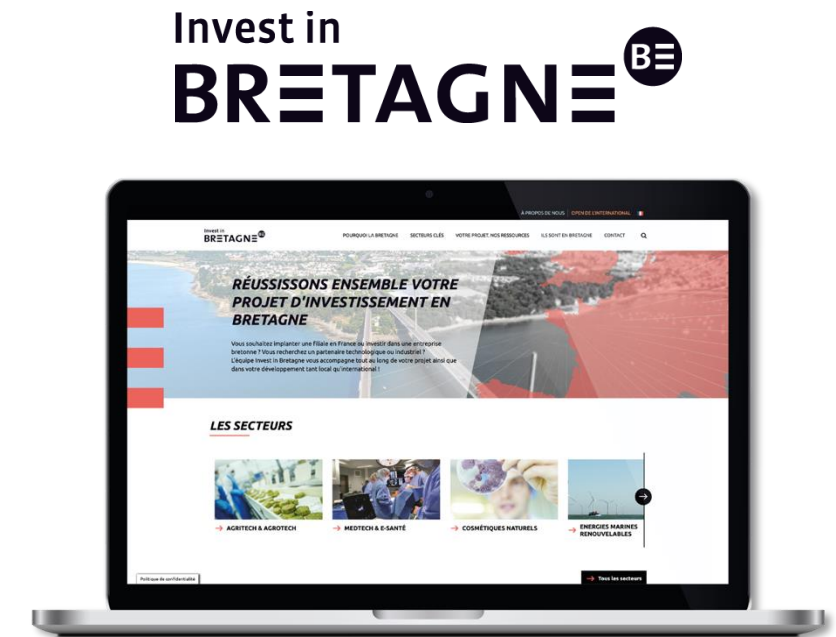 Invest in
BRETAGNE BE
À PROPOS DE NOUS | OPEN DE L'INTERNATIONAL
Invest in
BRETAGNE BE
POURQUOI LA BRETAGNE SECTEURS CLÉS VOTRE PROJET, NOS RESSOURCES ILS SONT EN BRETAGNE CONTACT
RÉUSSISSONS ENSEMBLE VOTRE
PROJET D'INVESTISSEMENT EN
BRETAGNE
Vous souhaitez implanter une filiale en France ou investir dans une entreprise
bretonne ? Vous recherchez un partenaire technologique ou industriel ?
L'équipe Invest in Bretagne vous accompagne tout au long de votre projet ainsi que
dans votre développement tant local qu'international !
LES SECTEURS
→ AGRITECH & AGROTECH
→ MEDTECH & E-SANTÉ
→ COSMÉTIQUES NATURELS
→ ENERGIES MARINES
RENOUVELABLES
Politique de confidentialité
→ Tous les secteurs